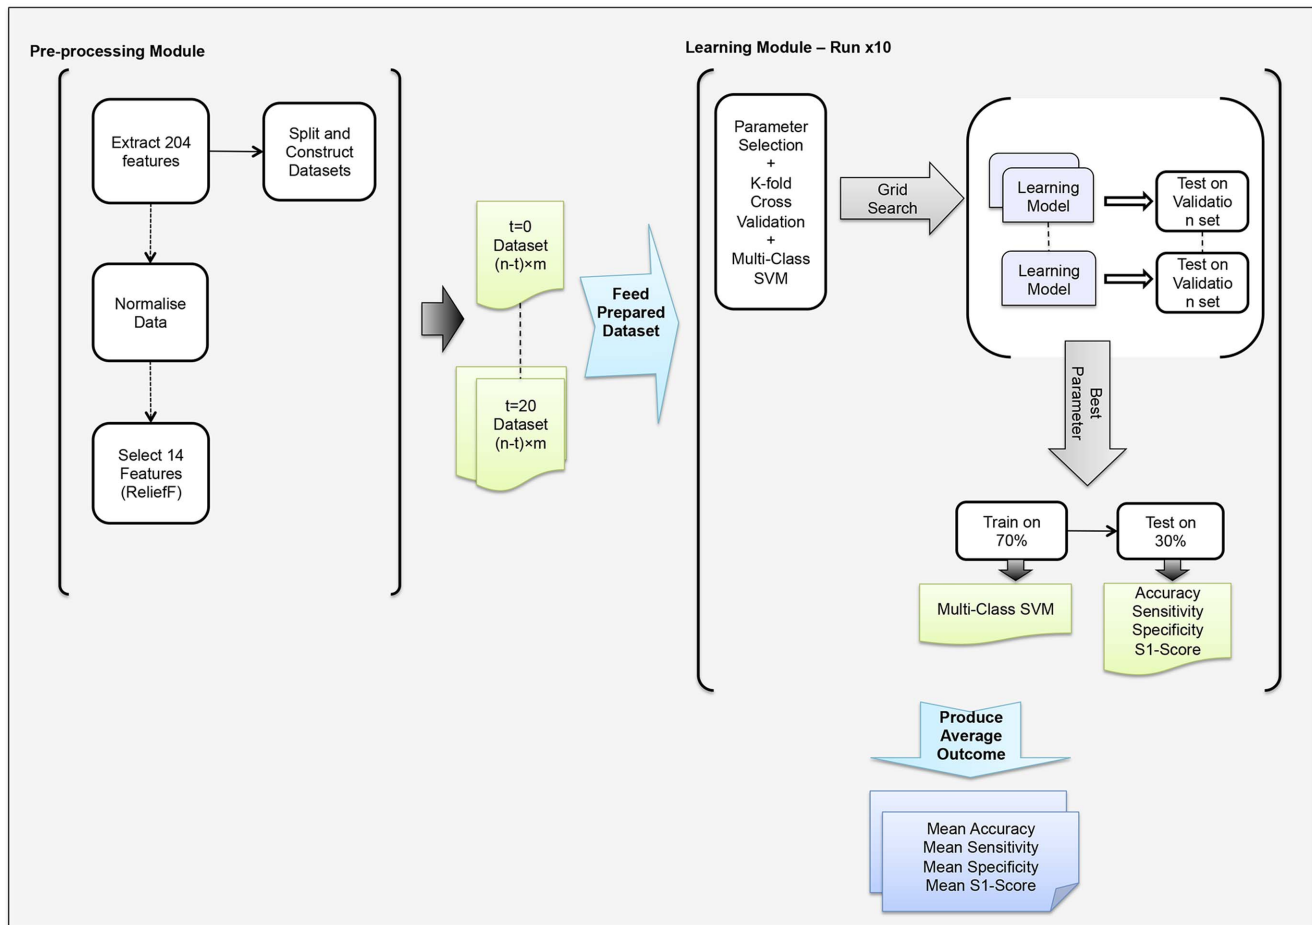 Pre-processing Module
Extract 204
features
Split and
Construct
Datasets
Normalise
Data
Select 14
Features
(ReliefF)
t=0
Dataset
(n-t)×m
t=20
Dataset
(n-t)×m
Feed
Prepared
Dataset
Learning Module – Run x10
Parameter
Selection
+
K-fold
Cross
Validation
+
Multi-Class
SVM
Grid
Search
Learning
Model
Test on
Validatio
n set
Learning
Model
Test on
Validatio
n set
Best
Parameter
Train on
70%
Test on
30%
Multi-Class SVM
Accuracy
Sensitivity
Specificity
S1-Score
Produce
Average
Outcome
Mean Accuracy
Mean Sensitivity
Mean Specificity
Mean S1-Score